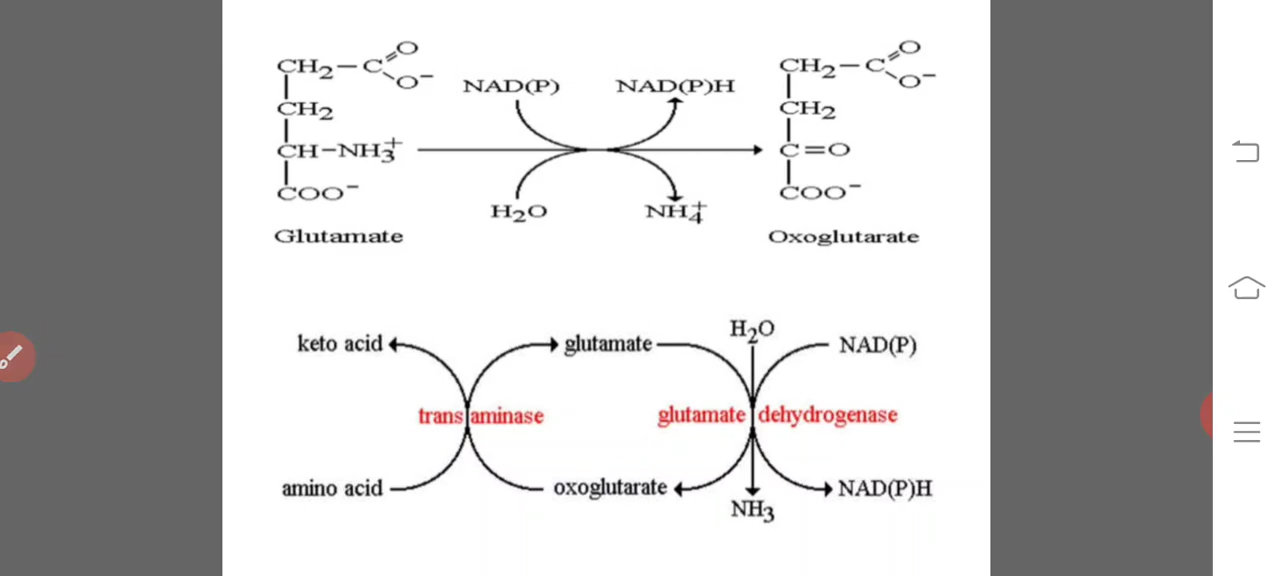 CH2–C=O
O–
CH2
CH–NH3+
COO–
Glutamate
NAD(P)
NAD(P)H
H2O
NH4+
CH2–C=O
O–
CH2
C=O
COO–
Oxoglutarate
keto acid
glutamate
H2O
NAD(P)
trans aminase
glutamate dehydrogenase
amino acid
oxoglutarate
NH3
NAD(P)H